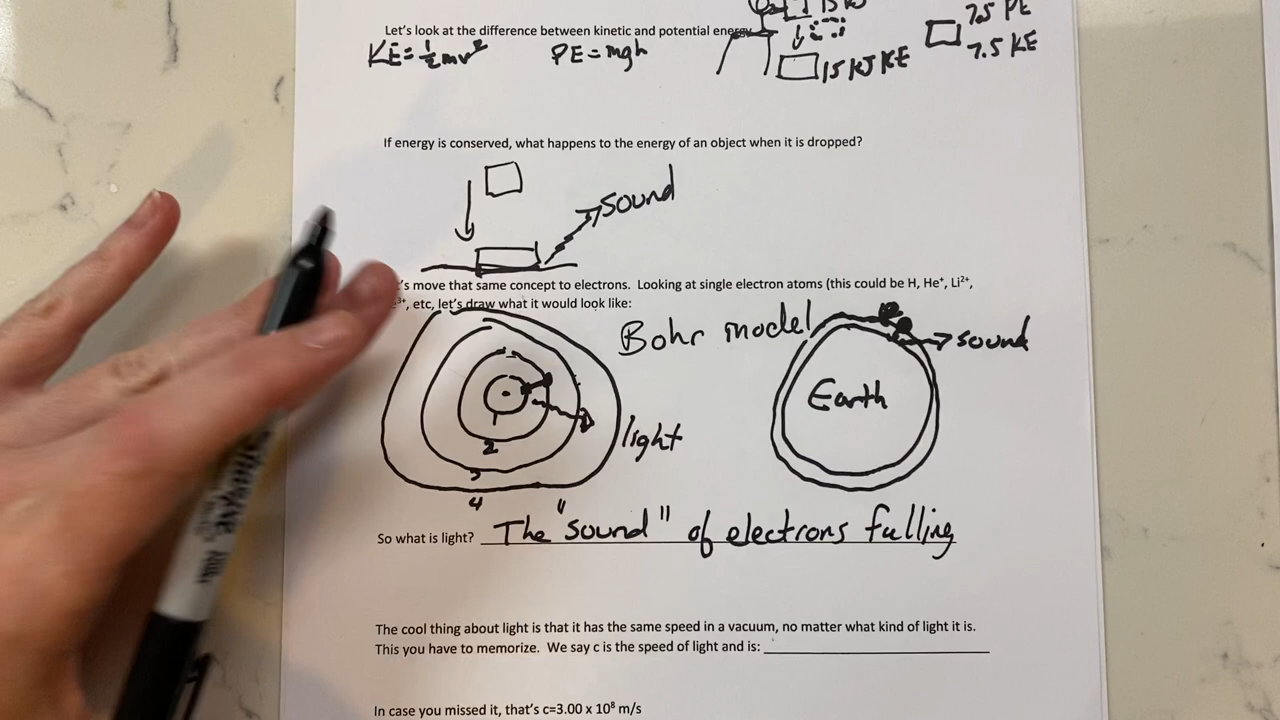 15 KJ
7.5 PE
Let's look at the difference between kinetic and potential energy
KE=½mv²
PE=mgh
15 KJ KE
7.5 KE
If energy is conserved, what happens to the energy of an object when it is dropped?
sound
's move that same concept to electrons. Looking at single electron atoms (this could be H, He⁺, Li²⁺,
³⁺, etc, let's draw what it would look like:
Bohr model
sound
Earth
1
2
light
3
4
So what is light? The "sound" of electrons falling
The cool thing about light is that it has the same speed in a vacuum, no matter what kind of light it is.
This you have to memorize. We say c is the speed of light and is: ______________
In case you missed it, that's c=3.00 x 10⁸ m/s